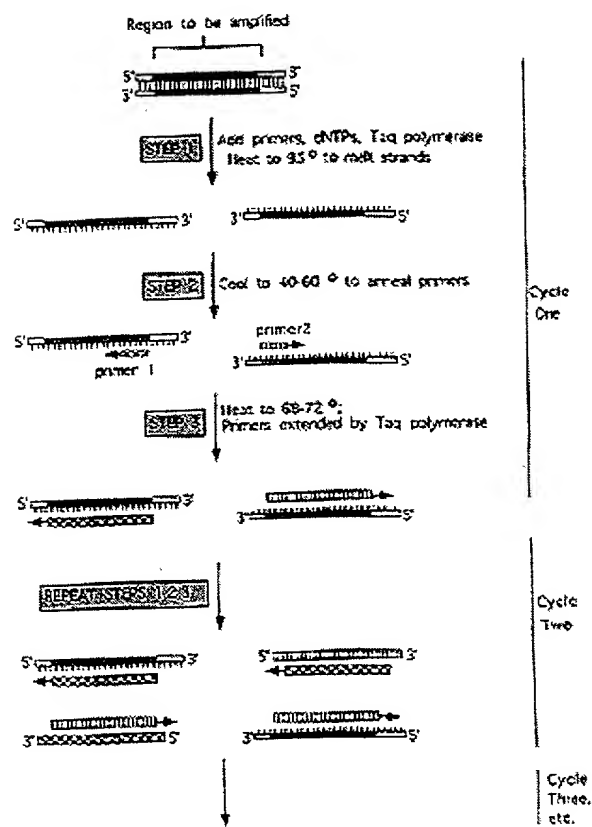 Region to be amplified
5' 5'
3' 5'
STEP 1
Add primers, dNTPs, Taq polymerase
Heat to 95° to melt strands
5' 3' 3' 5'
STEP 2
Cool to 40-60 ° to anneal primers
Cycle
One
5' 3'
primer 1
primer2
3' 5'
STEP 3
Heat to 68-72 °;
Primers extended by Taq polymerase
5' 3'
3' 5'
REPEAT STEPS 1-2-3
Cycle
Two
5' 3' 5' 3'
3' 5' 3' 5'
Cycle
Three,
etc.